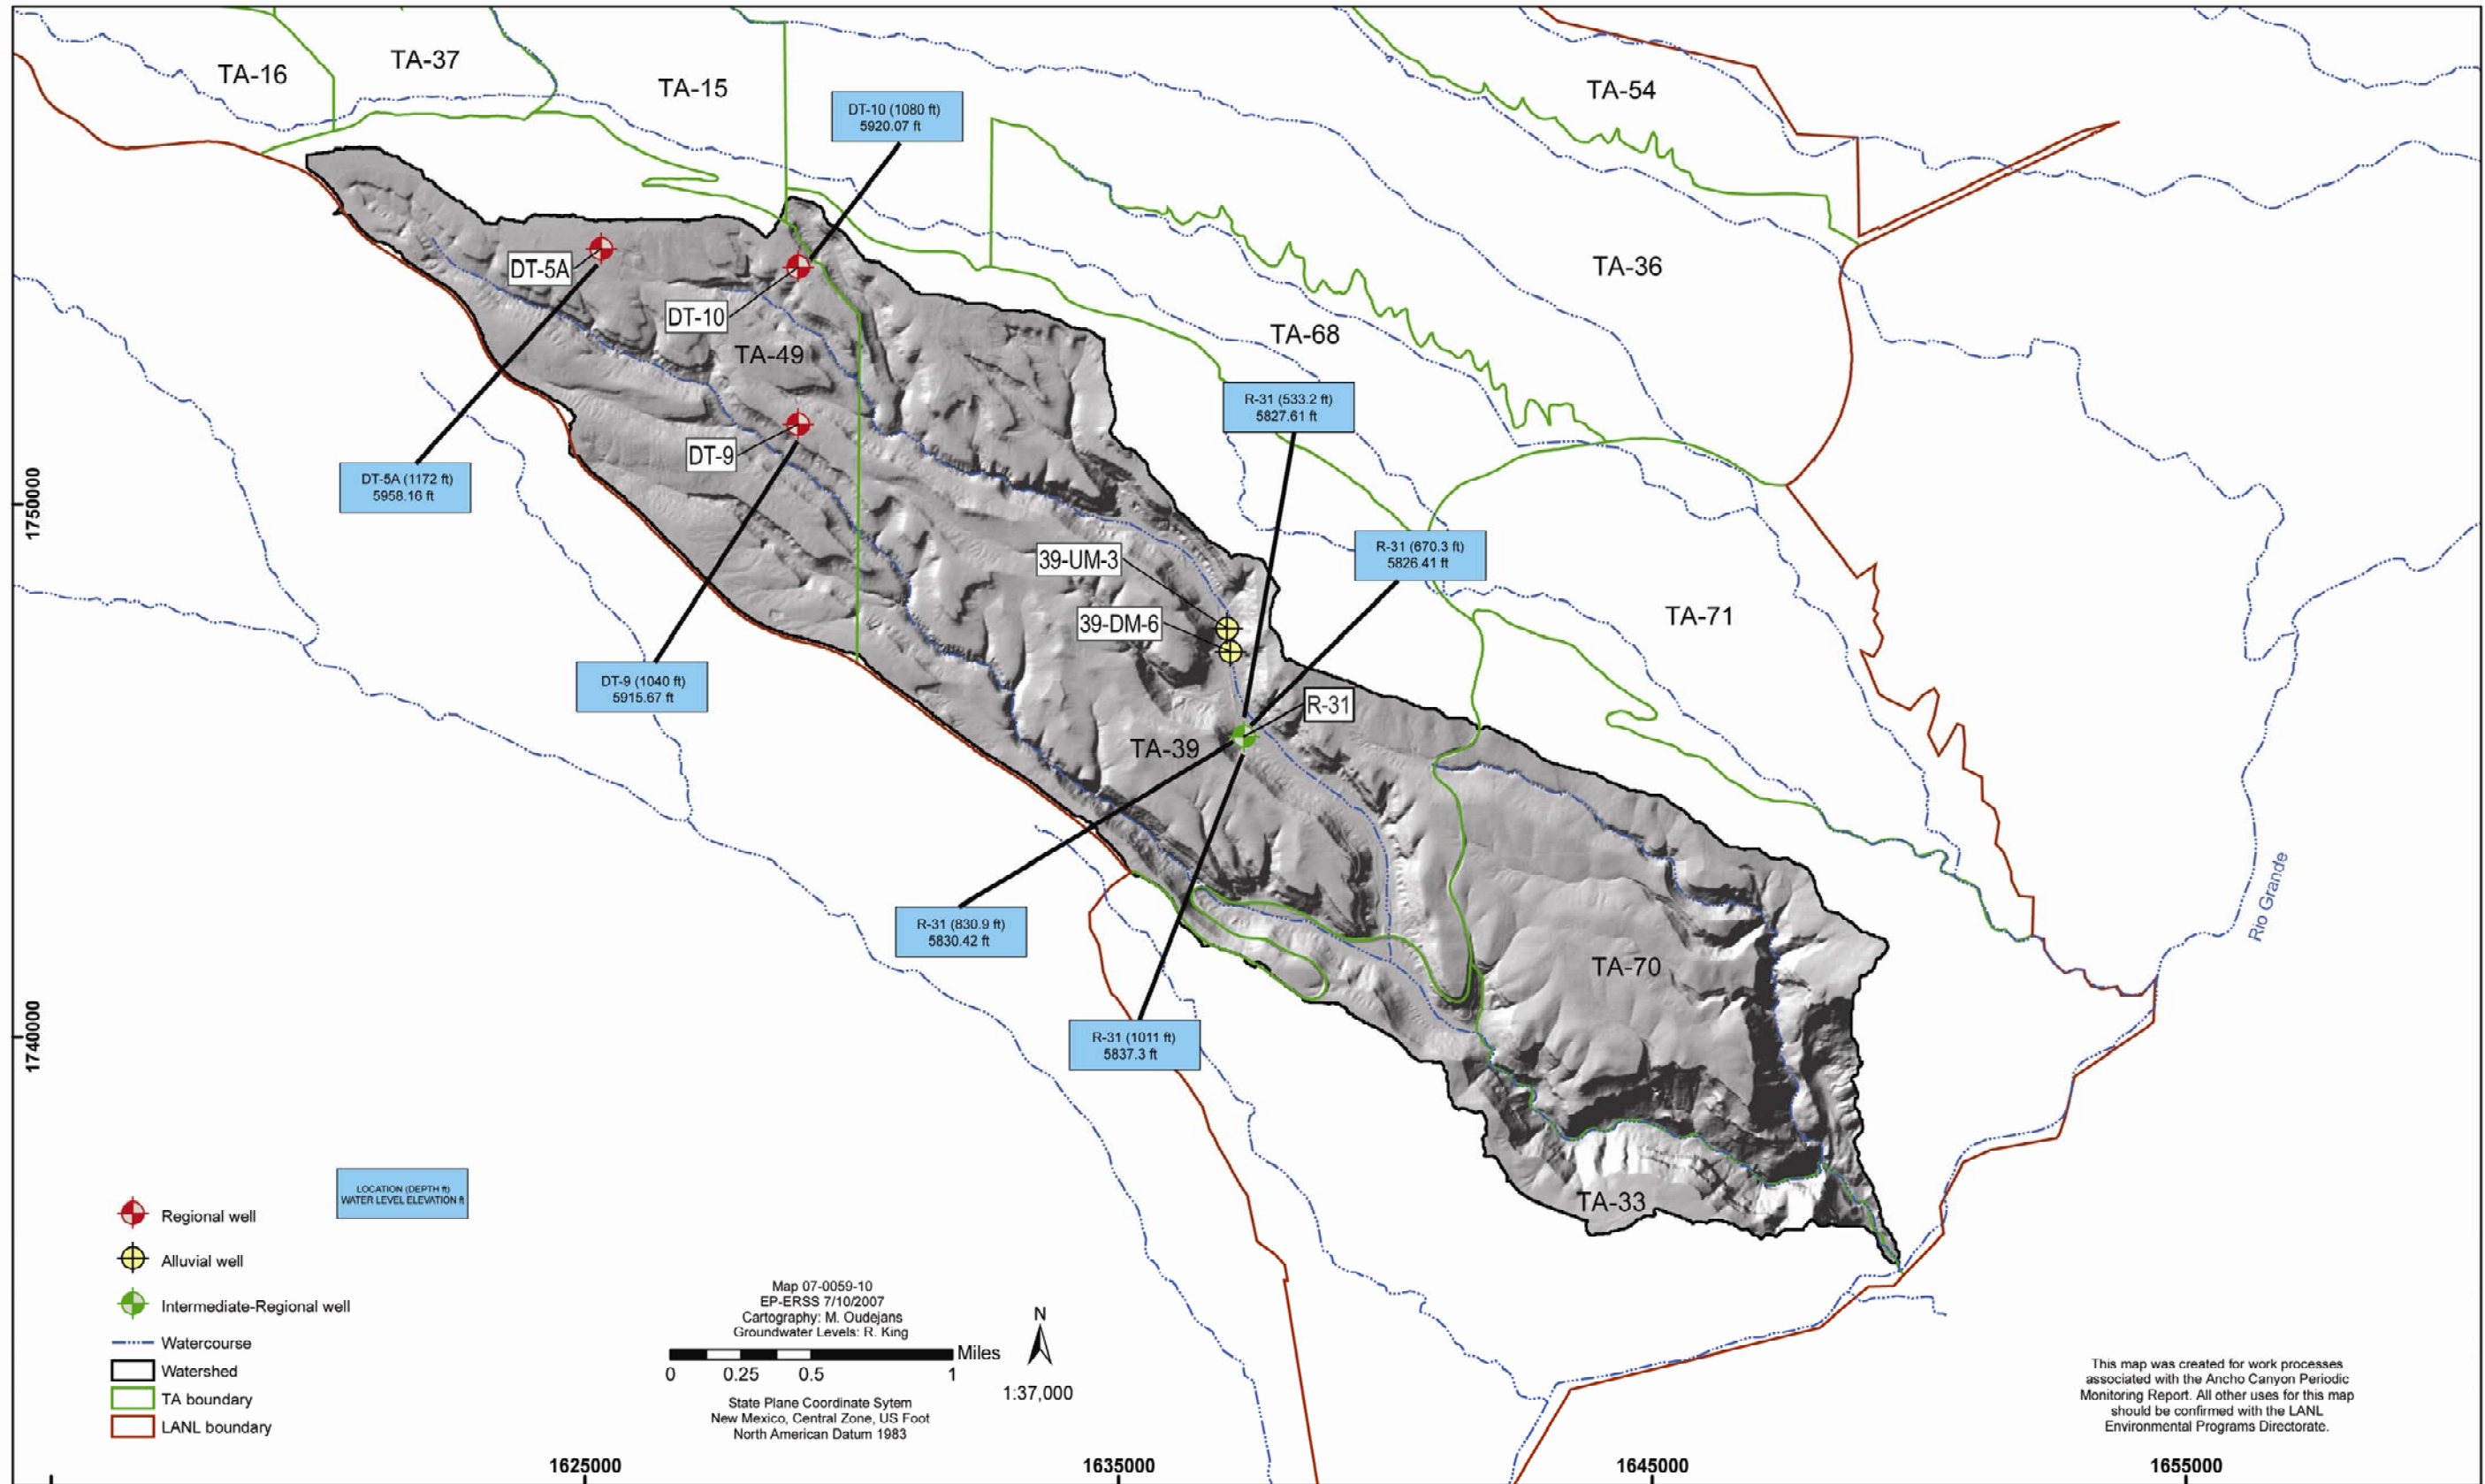 TA-16
TA-37
TA-15
TA-54
DT-10 (1080 ft)
5920.07 ft
DT-5A
DT-10
TA-36
TA-68
TA-49
R-31 (533.2 ft)
5827.61 ft
DT-9
DT-5A (1172 ft)
5958.16 ft
1750000
39-UM-3
R-31 (670.3 ft)
5826.41 ft
39-DM-6
TA-71
DT-9 (1040 ft)
5915.67 ft
R-31
TA-39
Rio Grande
R-31 (830.9 ft)
5830.42 ft
TA-70
R-31 (1011 ft)
5837.3 ft
1740000
TA-33
LOCATION (DEPTH ft)
WATER LEVEL ELEVATION ft
Regional well
Alluvial well
Intermediate-Regional well
Watercourse
Watershed
TA boundary
LANL boundary
Map 07-0059-10
EP-ERSS 7/10/2007
Cartography: M. Oudejans
Groundwater Levels: R. King
Miles
0 0.25 0.5 1
N
1:37,000
State Plane Coordinate Sytem
New Mexico, Central Zone, US Foot
North American Datum 1983
This map was created for work processes
associated with the Ancho Canyon Periodic
Monitoring Report. All other uses for this map
should be confirmed with the LANL
Environmental Programs Directorate.
1625000 1635000 1645000 1655000